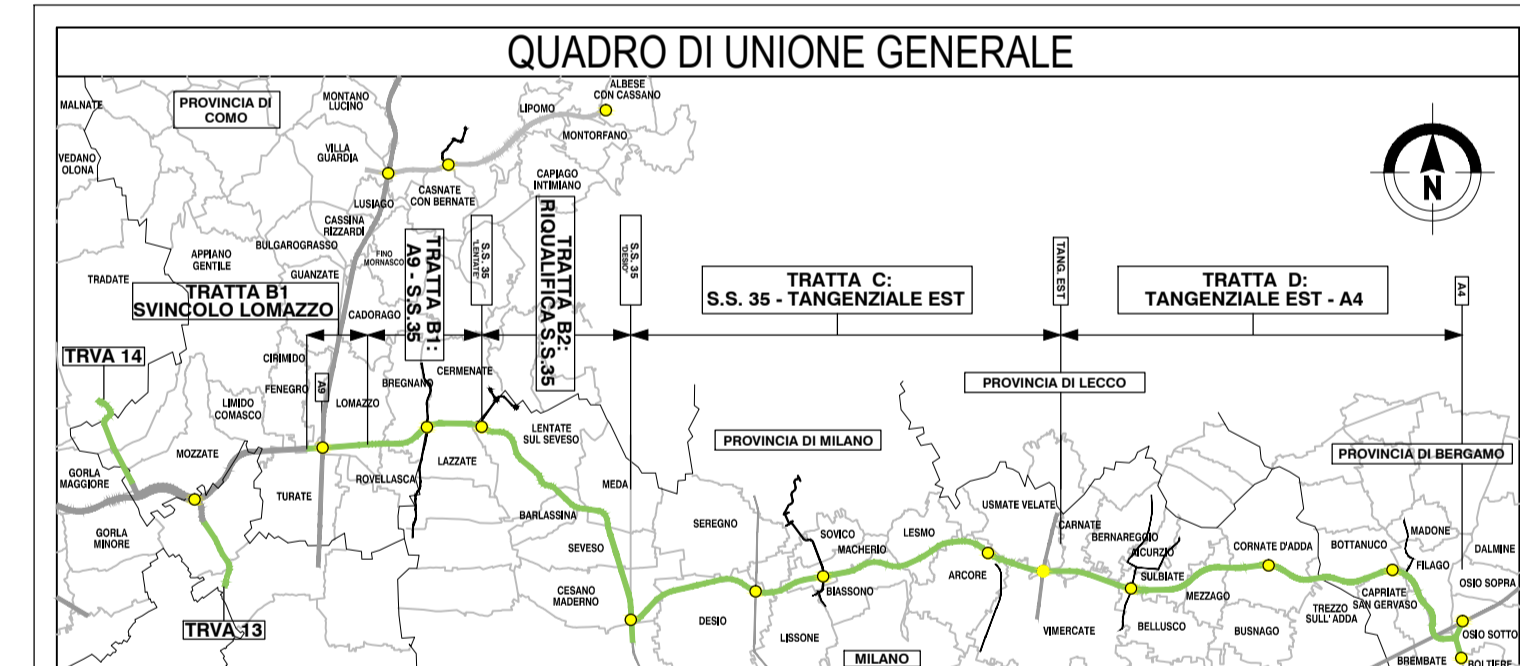 QUADRO DI UNIONE GENERALE
MALNATE
PROVINCIA DI
COMO
MONTANO
LUCINO
LIPOMO
ALBESE
CON CASSANO
MONTORFANO
VEDANO
OLONA
VILLA
GUARDIA
CASNATE
CON BERNATE
CAPIAGO
INTIMIANO
N
LUSIAGO
CASSINA
RIZZARDI
BULGAROGRASSO
APPIANO
GENTILE
FINO
MORNASCO
GUANZATE
TRADATE
TRATTA B1
SVINCOLO LOMAZZO
CADORAGO
TRATTA B1:
A9 - S.S.35
S.S. 35
"LENTATE"
TRATTA B2:
RIQUALIFICA S.S.35
S.S. 35
"DESIO"
TRATTA C:
S.S. 35 - TANGENZIALE EST
TANG. EST
TRATTA D:
TANGENZIALE EST - A4
A4
TRVA 14
CIRIMIDO
FENEGRO
A9
LOMAZZO
BREGNANO
CERMENATE
PROVINCIA DI LECCO
LIMIDO
COMASCO
LENTATE
SUL SEVESO
PROVINCIA DI MILANO
PROVINCIA DI BERGAMO
MOZZATE
GORLA
MAGGIORE
TURATE
ROVELLASCA
LAZZATE
MEDA
BARLASSINA
SEREGNO
SOVICO
MACHERIO
LESMO
USMATE VELATE
CARNATE
BERNAREGGIO
AICURZIO
SULBIATE
CORNATE D'ADDA
BOTTANUCO
MADONE
FILAGO
DALMINE
GORLA
MINORE
SEVESO
CESANO
MADERNO
DESIO
BIASSONO
ARCORE
MEZZAGO
CAPRIATE
SAN GERVASO
OSIO SOPRA
TREZZO
SULL' ADDA
TRVA 13
LISSONE
VIMERCATE
BELLUSCO
BUSNAGO
OSIO SOTTO
MILANO
BREMBATE
BOLTIERE